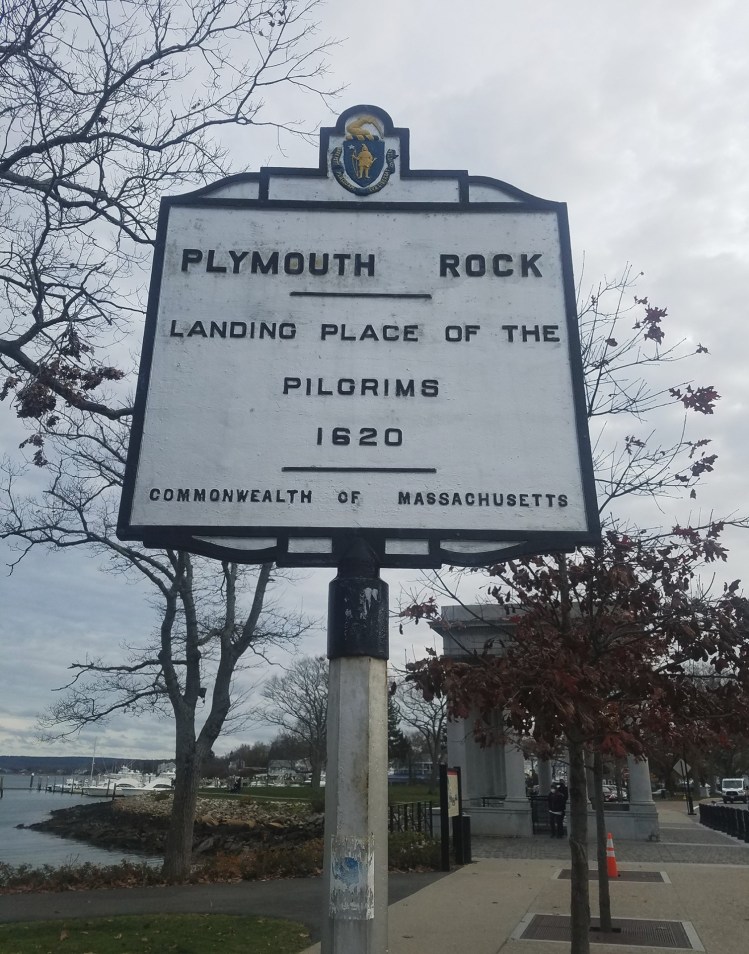 PLYMOUTH ROCK
LANDING PLACE OF THE
PILGRIMS
1620
COMMONWEALTH OF MASSACHUSETTS